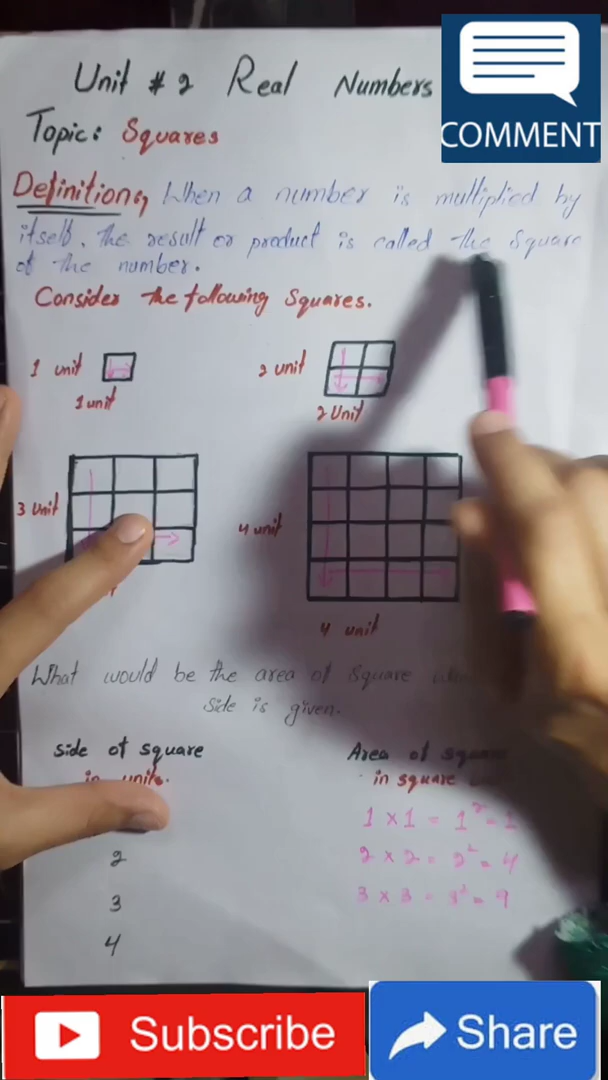 Unit # 2 Real Numbers
COMMENT
Topic: Squares
Definition, When a number is multiplied by
itself, the result or product is called the square
of the number.
Consider the following squares.
1 unit
1 unit
2 unit
2 Unit
3 Unit
4 unit
4 unit
What would be the area of square
side is given.
Side of square
in units.
2
3
4
Area of square
in square
1 × 1 = 1² = 1
2 × 2 = 2² = 4
3 × 3 = 3² = 9
Subscribe
Share